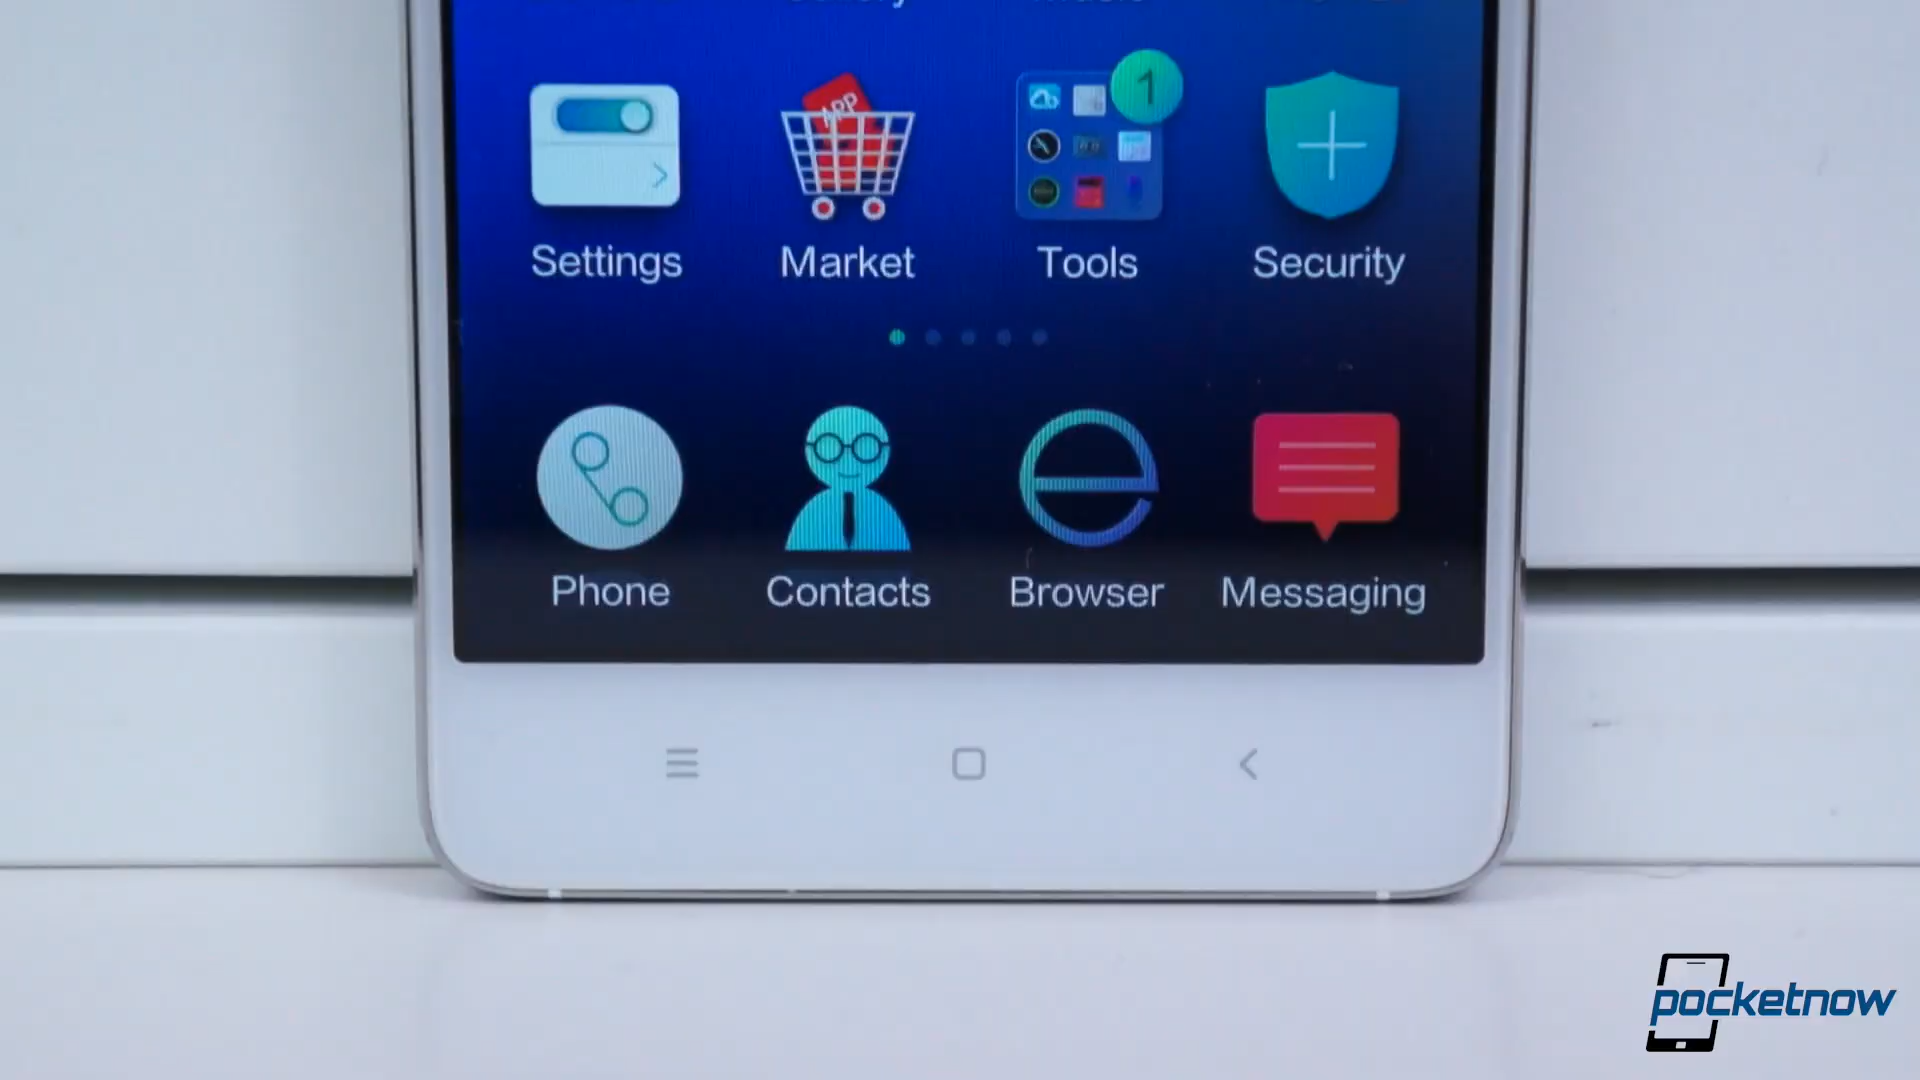 APP
1
Settings
Market
Tools
Security
Phone
Contacts
Browser
Messaging
pocketnow